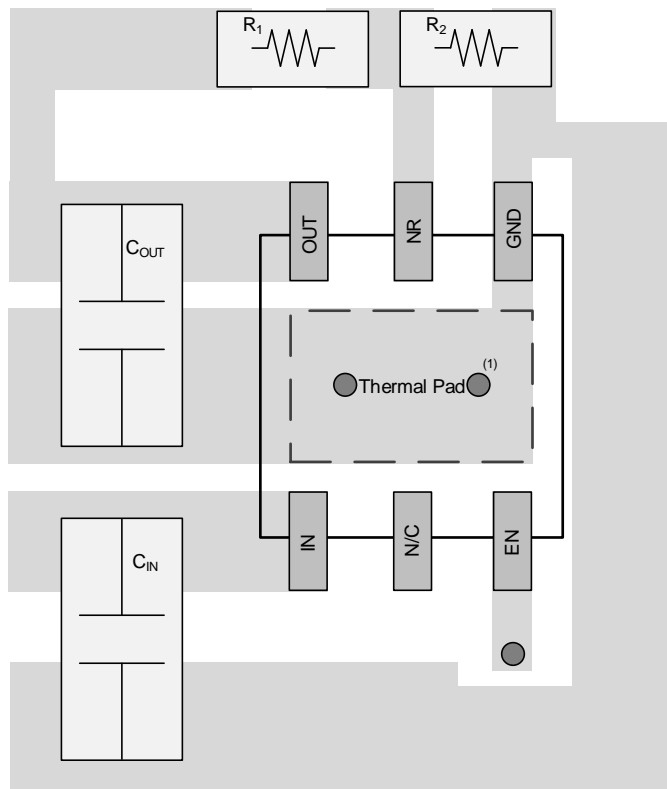 R1
R2
OUT
NR
GND
COUT
(1)
Thermal Pad
IN
N/C
EN
CIN